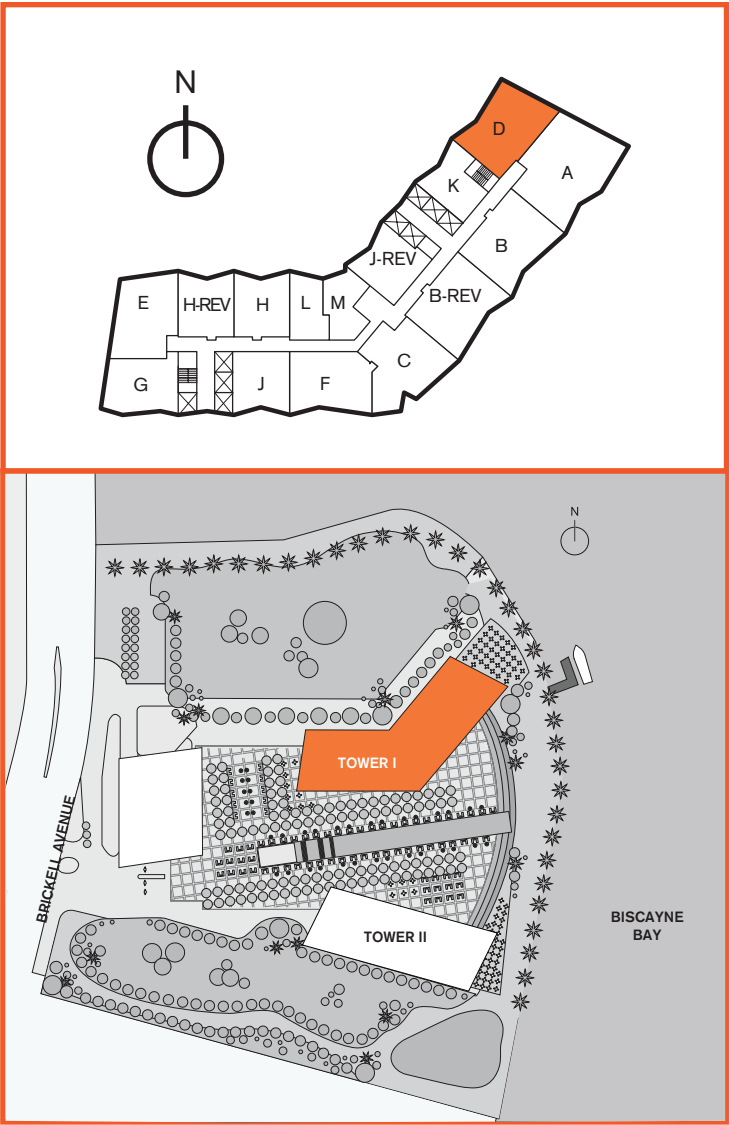 N
D
A
K
B
J-REV
B-REV
E
H-REV
H
L
M
C
G
J
F
N
TOWER I
BRICKELL AVENUE
TOWER II
BISCAYNE
BAY